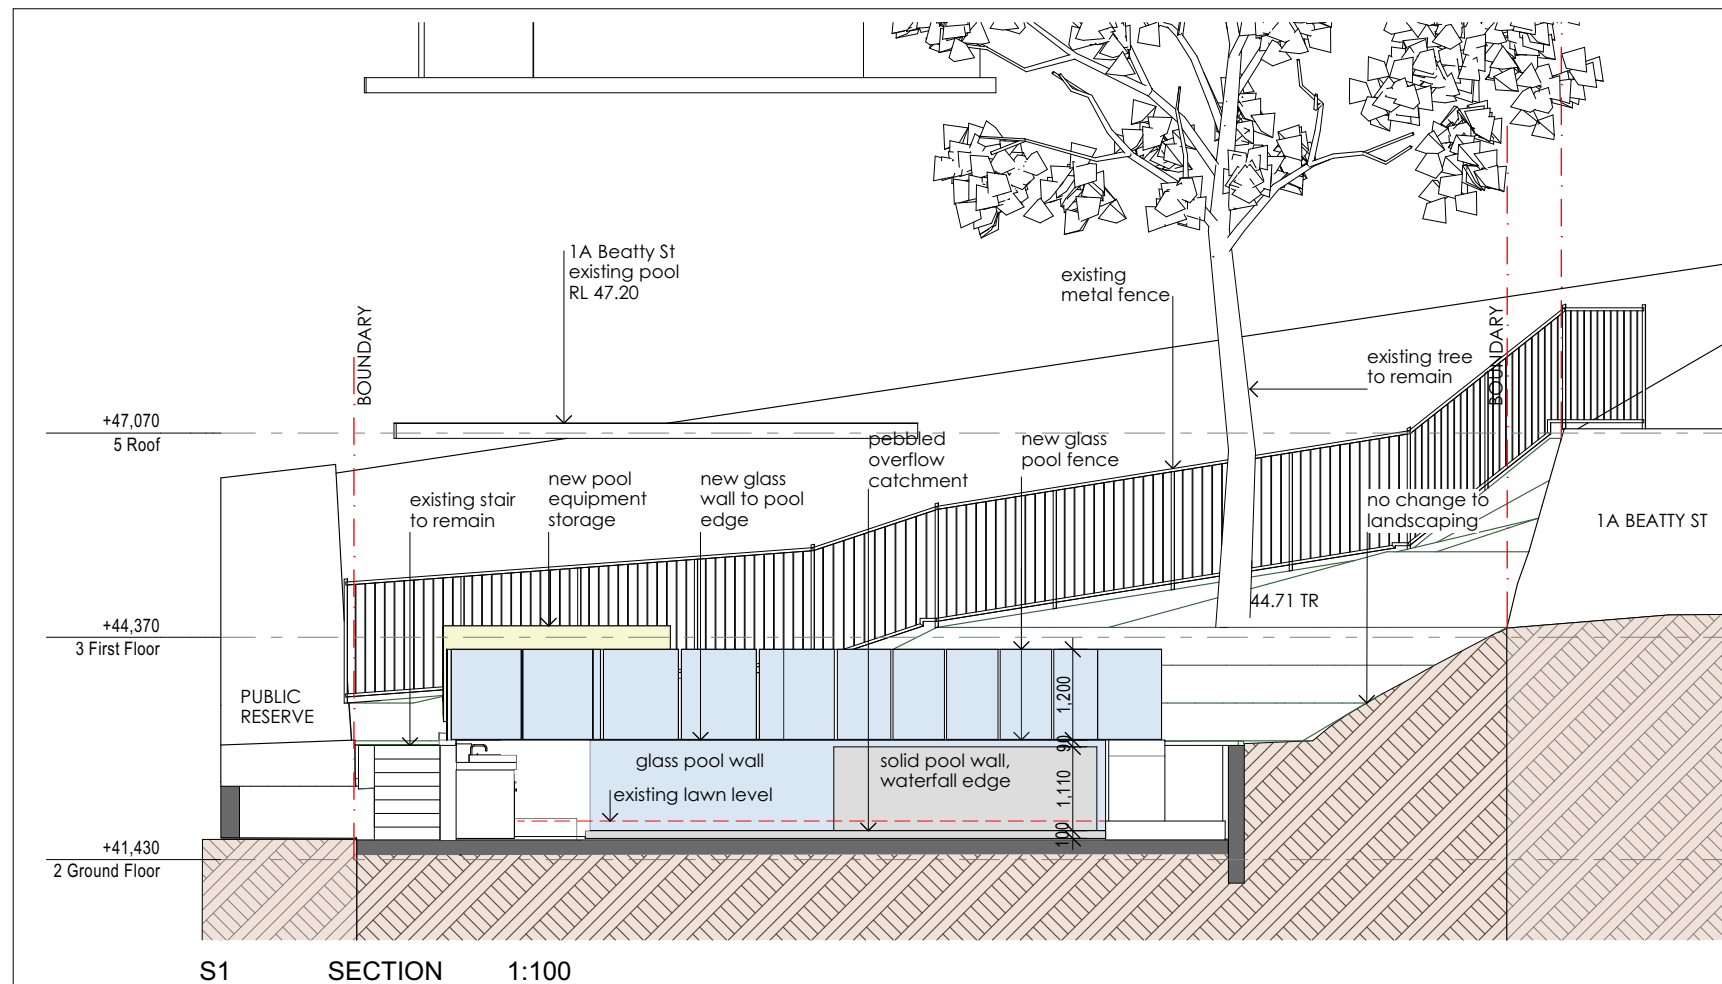 1A Beatty St
existing pool
RL 47.20
existing
metal fence
BOUNDARY
BOUNDARY
existing tree
to remain
+47,070
5 Roof
pebbled
overflow
catchment
new glass
pool fence
new pool
equipment
storage
new glass
wall to pool
edge
existing stair
to remain
no change to
landscaping
1A BEATTY ST
44.71 TR
+44,370
3 First Floor
PUBLIC
RESERVE
1,200
90
glass pool wall
solid pool wall,
waterfall edge
existing lawn level
1,110
100
+41,430
2 Ground Floor
S1 SECTION 1:100